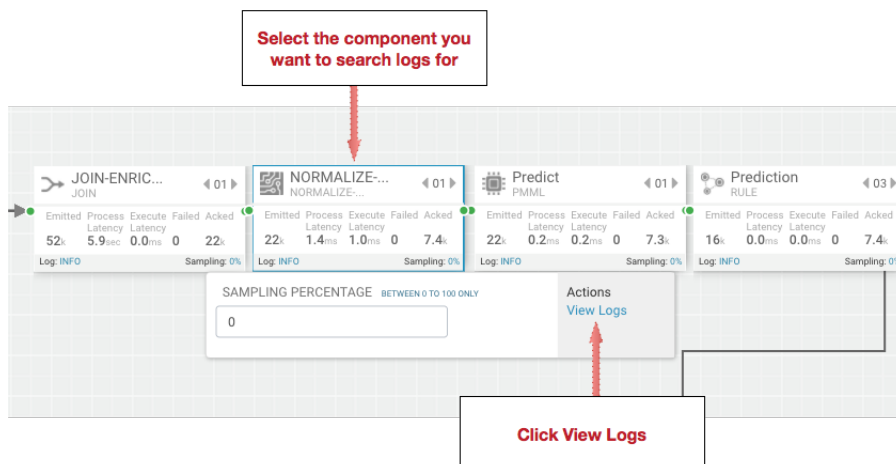 Select the component you
want to search logs for
JOIN-ENRIC...
JOIN
01
Emitted Process Latency Execute Latency Failed Acked
52k 5.9sec 0.0ms 0 22k
Log: INFO Sampling: 0%
NORMALIZE-...
NORMALIZE-...
01
Emitted Process Latency Execute Latency Failed Acked
22k 1.4ms 1.0ms 0 7.4k
Log: INFO Sampling: 0%
Predict
PMML
01
Emitted Process Latency Execute Latency Failed Acked
22k 0.2ms 0.2ms 0 7.3k
Log: INFO Sampling: 0%
Prediction
RULE
03
Emitted Process Latency Execute Latency Failed Acked
16k 0.0ms 0.0ms 0 7.4k
Log: INFO Sampling: 0%
SAMPLING PERCENTAGE BETWEEN 0 TO 100 ONLY
0
Actions
View Logs
Click View Logs